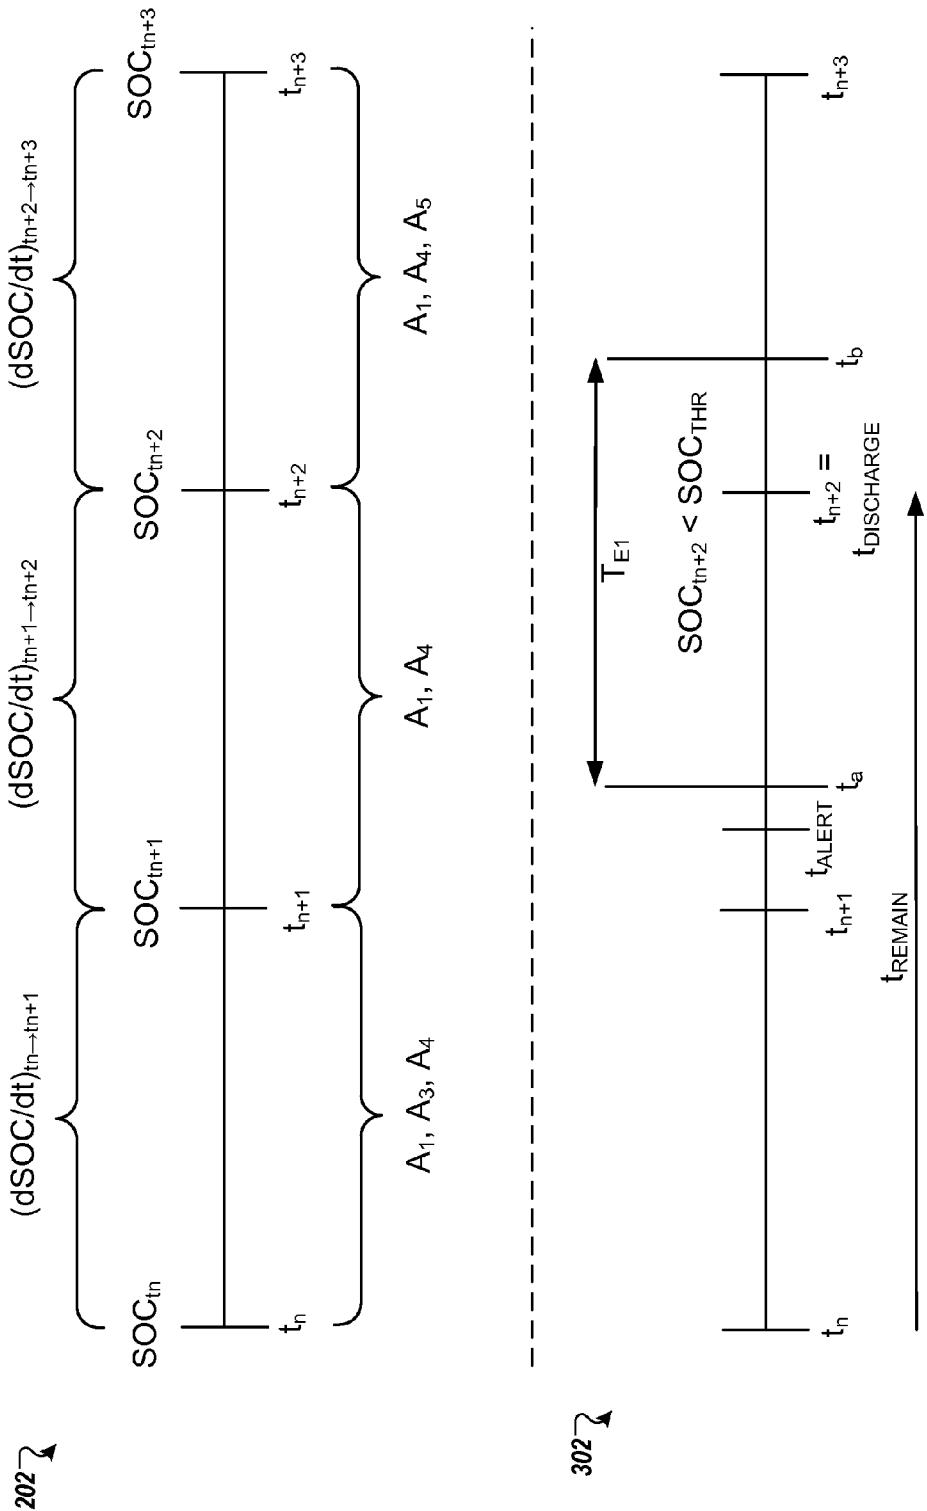 202
(dSOC/dt)tn→tn+1 (dSOC/dt)tn+1→tn+2 (dSOC/dt)tn+2→tn+3
SOCtn SOCtn+1 SOCtn+2 SOCtn+3
tn tn+1 tn+2 tn+3
A1, A3, A4 A1, A4 A1, A4, A5
302
TE1
SOCtn+2 < SOCTHR
tn tn+1 tALERT ta tn+2 = tb tn+3
tDISCHARGE
tREMAIN